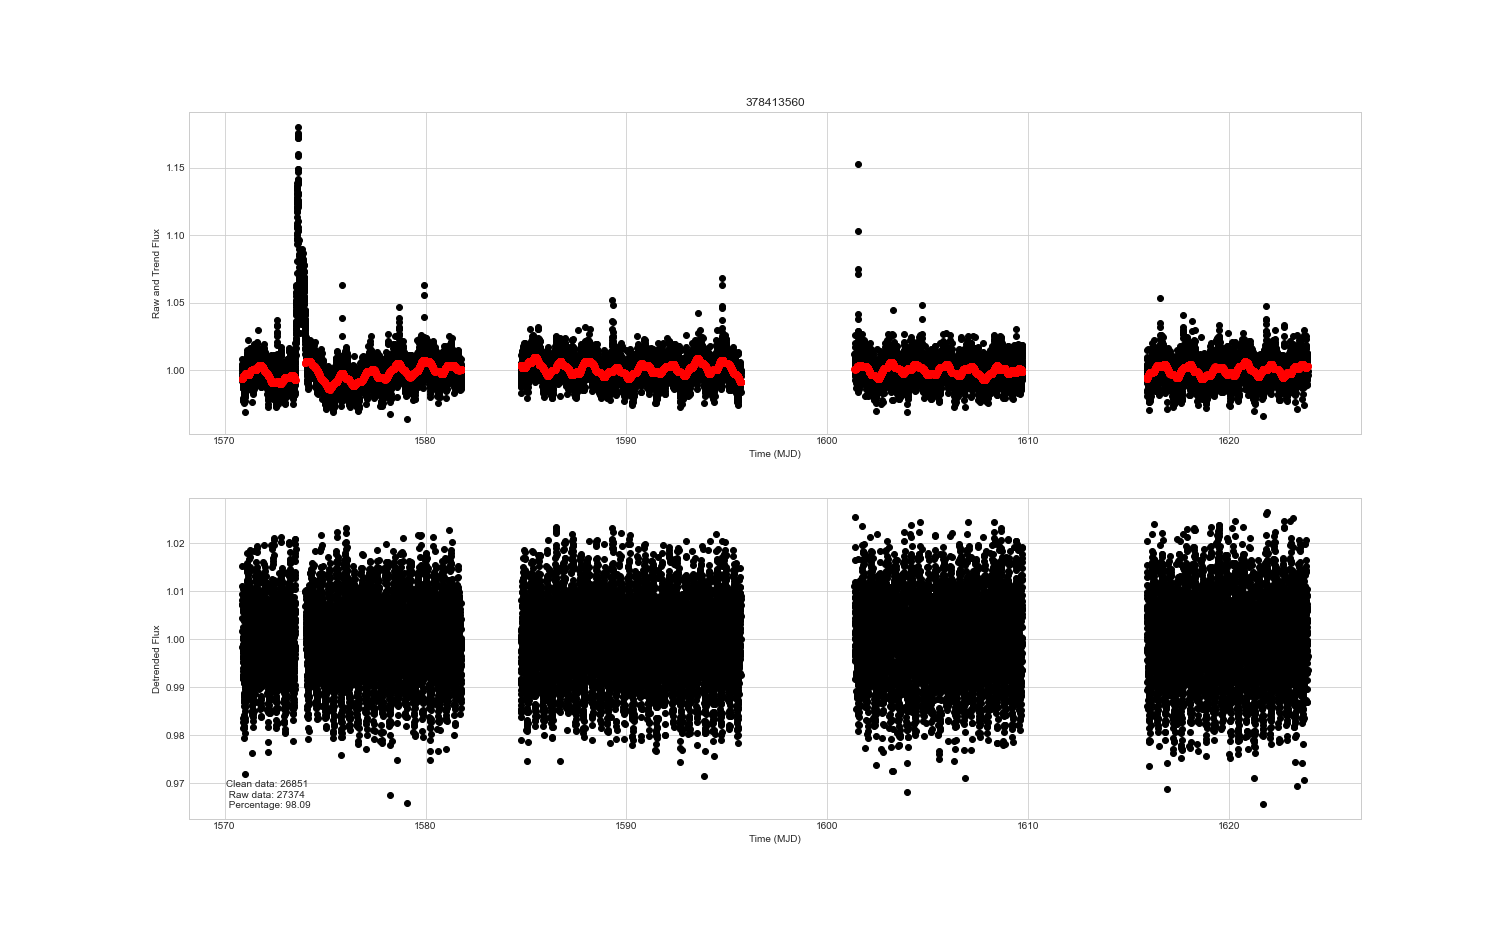 378413560
Raw and Trend Flux
1.15
1.10
1.05
1.00
1570 1580 1590 1600 1610 1620
Time (MJD)
Detrended Flux
1.02
1.01
1.00
0.99
0.98
0.97
Clean data: 26851
Raw data: 27374
Percentage: 98.09
1570 1580 1590 1600 1610 1620
Time (MJD)